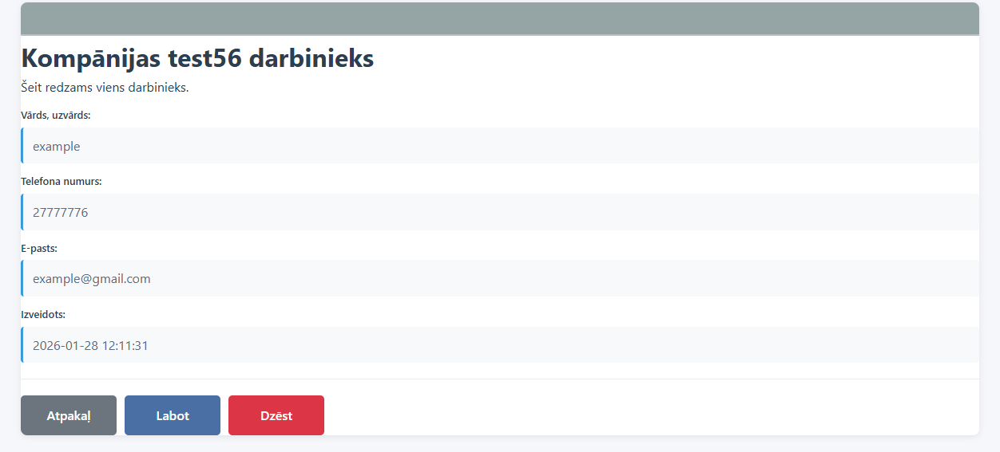 Kompānijas test56 darbinieks
Šeit redzams viens darbinieks.
Vārds, uzvārds:
example
Telefona numurs:
27777776
E-pasts:
example@gmail.com
Izveidots:
2026-01-28 12:11:31
Atpakaļ Labot Dzēst